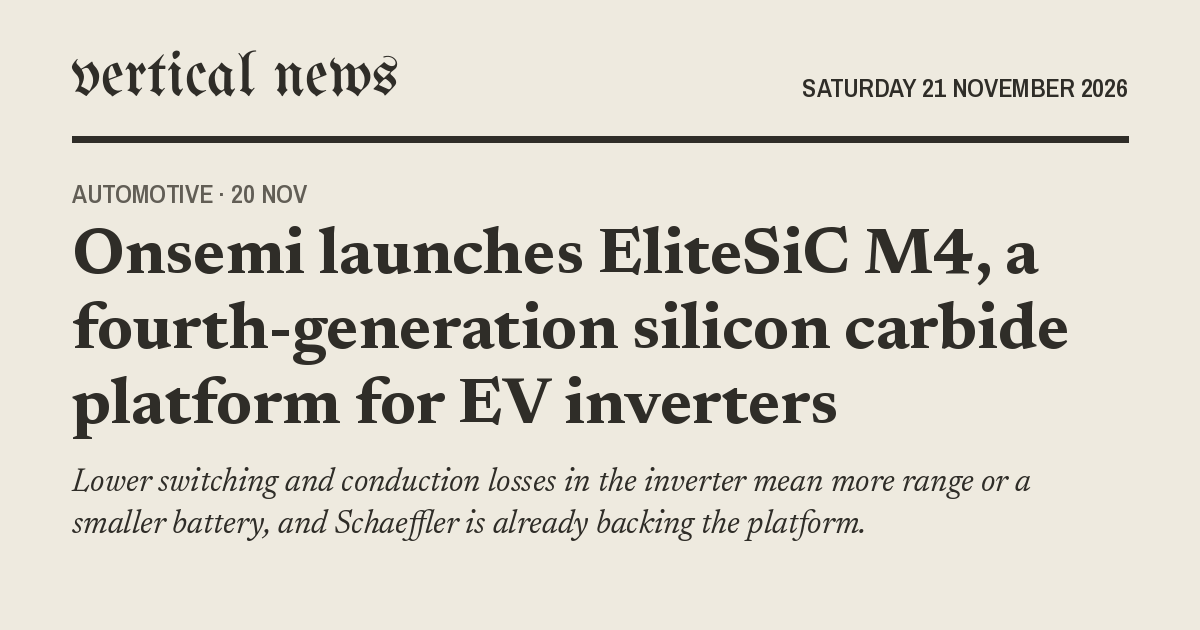 vertical news
SATURDAY 21 NOVEMBER 2026
AUTOMOTIVE · 20 NOV
Onsemi launches EliteSiC M4, a
fourth-generation silicon carbide
platform for EV inverters
Lower switching and conduction losses in the inverter mean more range or a
smaller battery, and Schaeffler is already backing the platform.